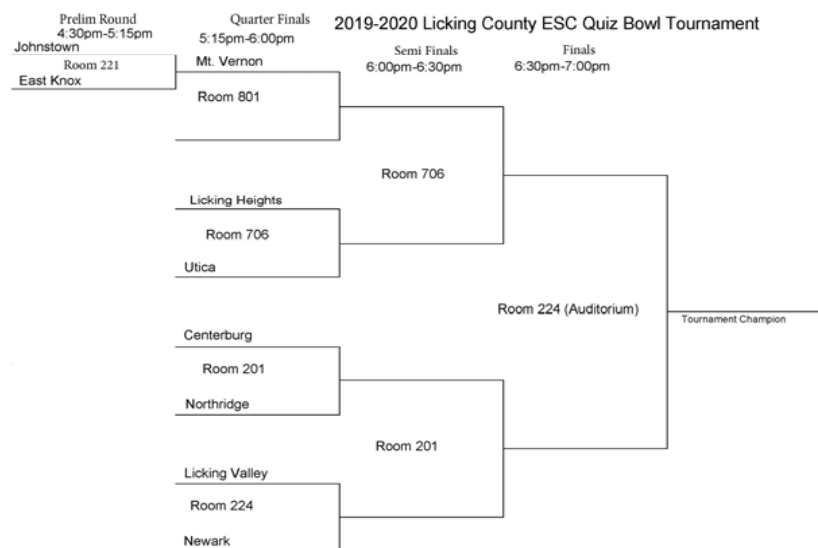 2019-2020 Licking County ESC Quiz Bowl Tournament
Prelim Round
4:30pm-5:15pm
Quarter Finals
5:15pm-6:00pm
Semi Finals
6:00pm-6:30pm
Finals
6:30pm-7:00pm
Johnstown
Room 221
East Knox
Mt. Vernon
Room 801
Licking Heights
Room 706
Utica
Room 706
Centerburg
Room 201
Northridge
Licking Valley
Room 224
Newark
Room 201
Room 224 (Auditorium)
Tournament Champion